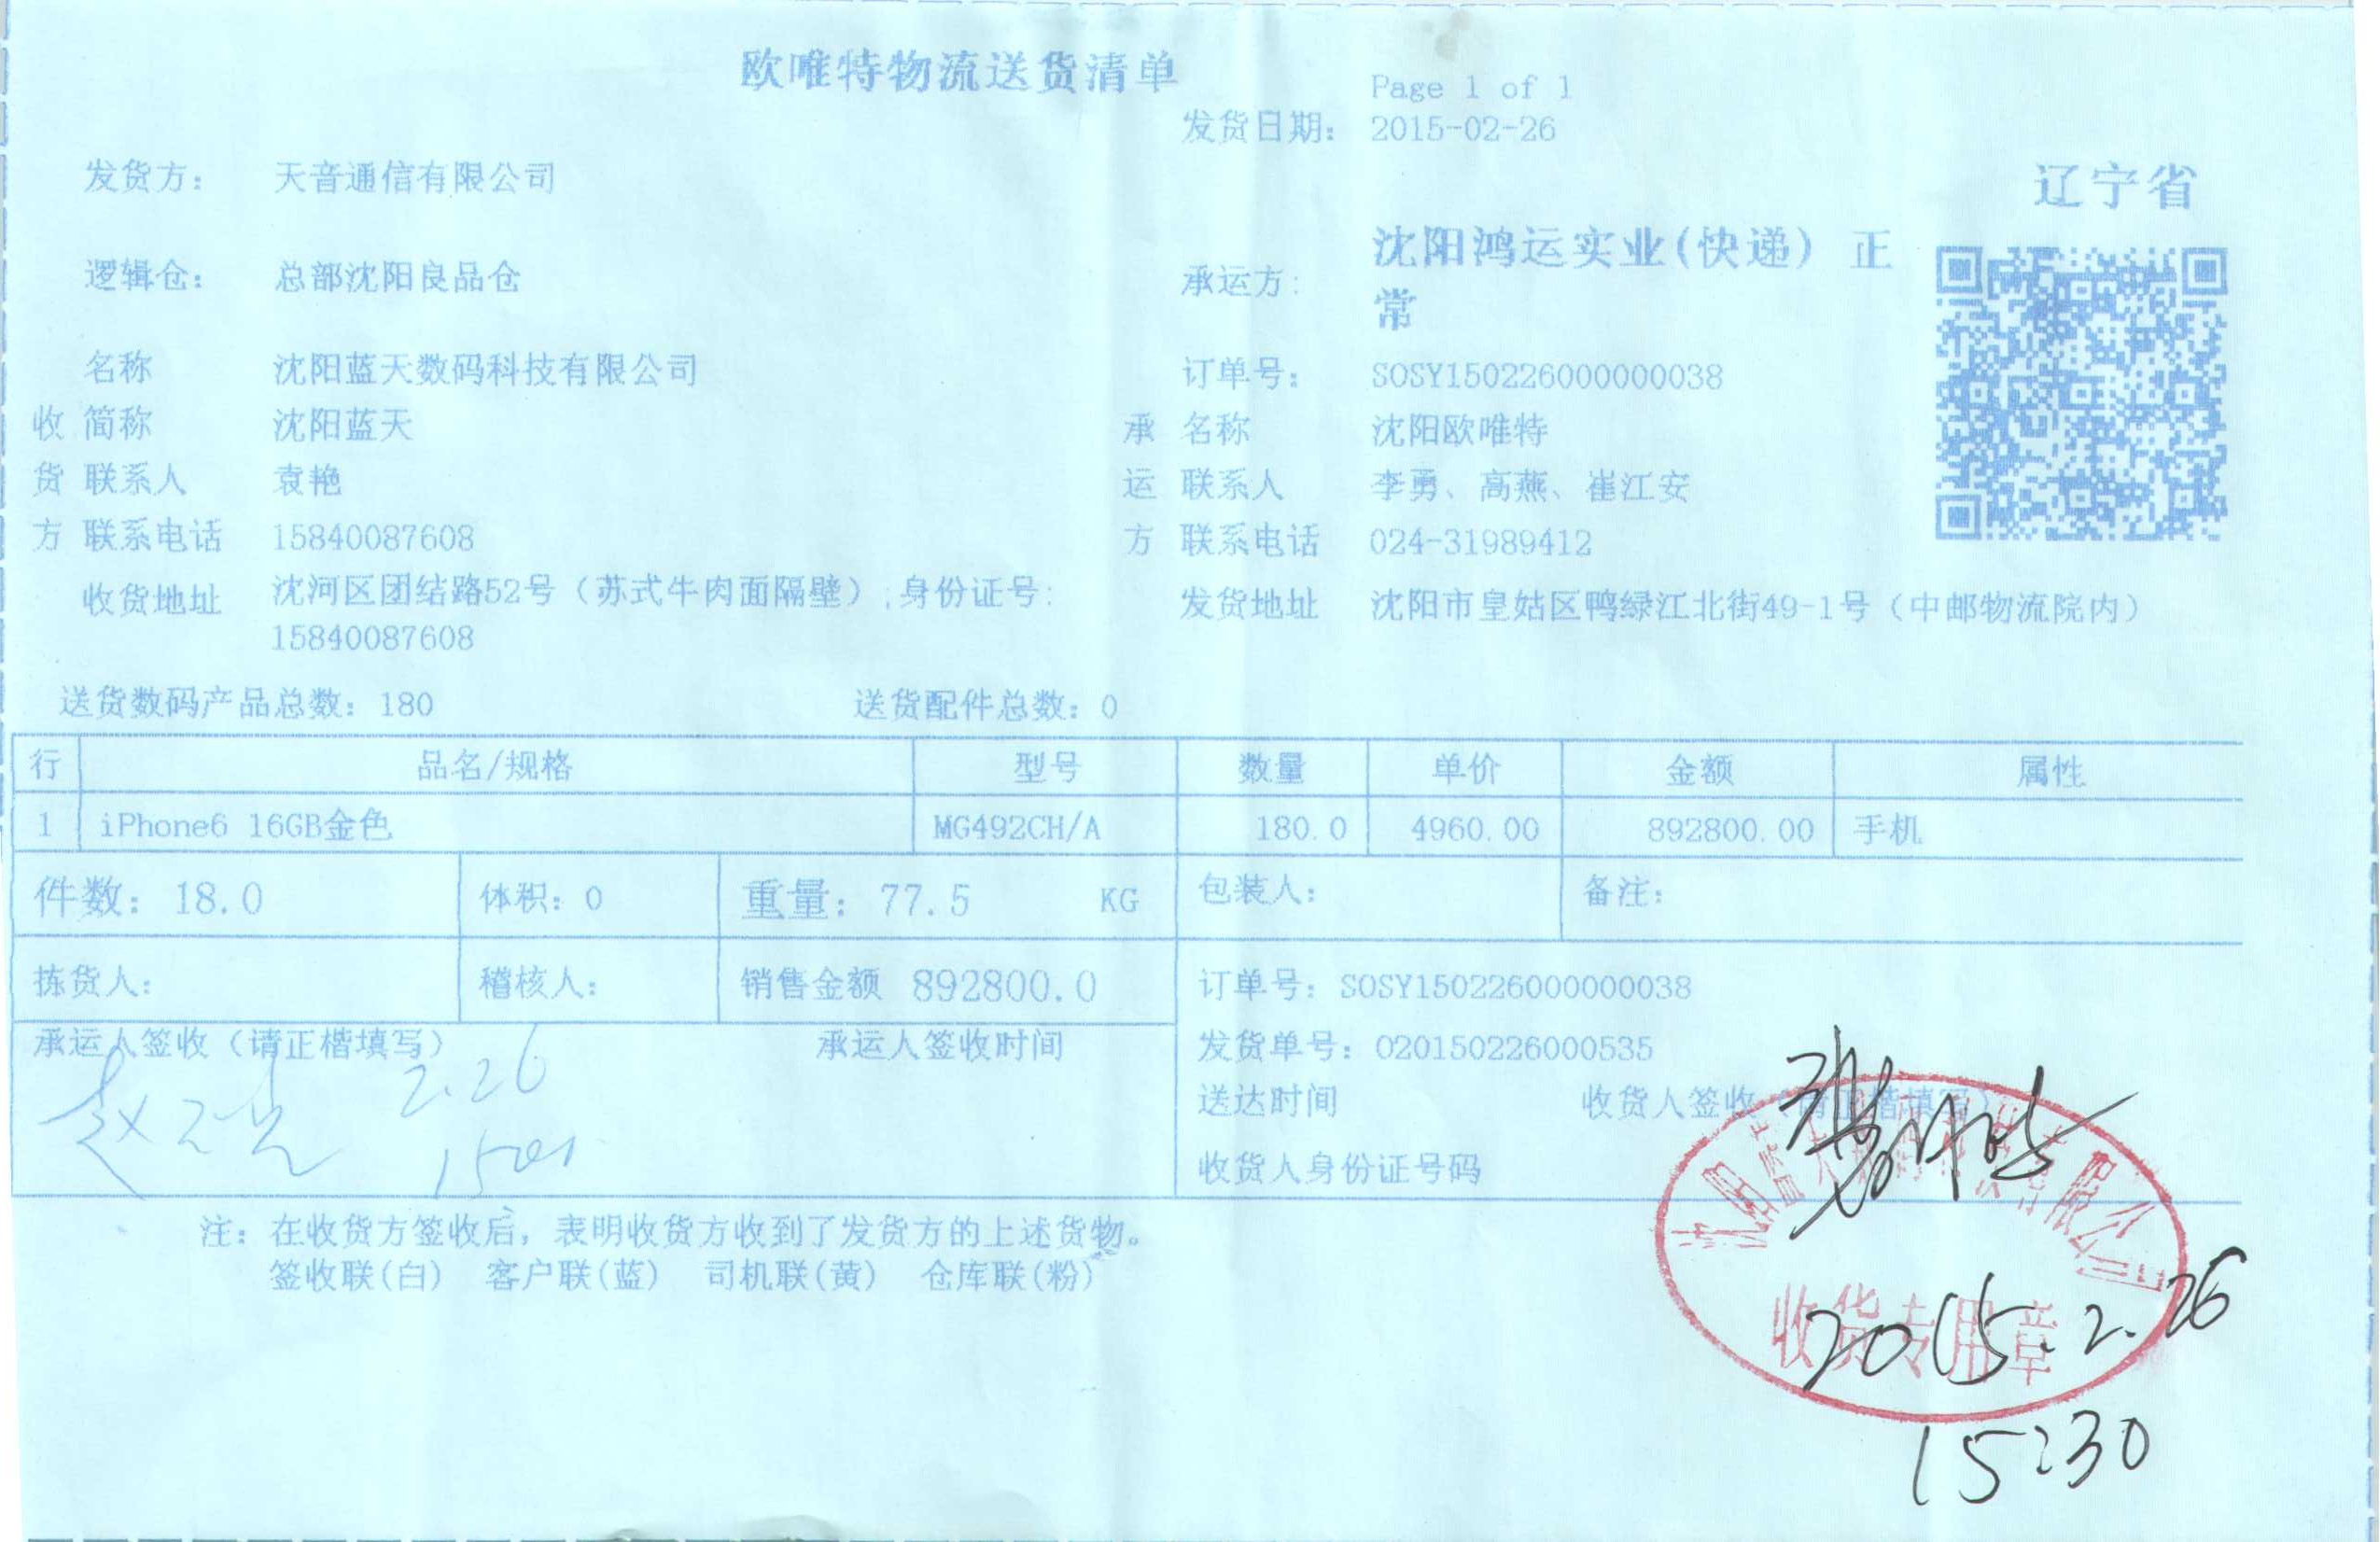 欧唯特物流送货清单
Page 1 of 1
发货日期: 2015-02-26
发货方: 天音通信有限公司
辽宁省
逻辑仓: 总部沈阳良品仓
承运方: 沈阳鸿运实业(快递) 正
常
名称 沈阳蓝天数码科技有限公司
订单号: SOSY150226000000038
收 简称 沈阳蓝天
承 名称 沈阳欧唯特
货 联系人 袁艳
运 联系人 李勇、高燕、崔江安
方 联系电话 15840087608
方 联系电话 024-31989412
收货地址 沈河区团结路52号（苏式牛肉面隔壁）;身份证号:
15840087608
发货地址 沈阳市皇姑区鸭绿江北街49-1号（中邮物流院内）
送货数码产品总数: 180 送货配件总数: 0
行 品名/规格 型号 数量 单价 金额 属性
1 iPhone6 16GB金色 MG492CH/A 180.0 4960.00 892800.00 手机
件数: 18.0 体积: 0 重量: 77.5 KG 包装人: 备注:
拣货人: 稽核人: 销售金额 892800.0 订单号: SOSY150226000000038
承运人签收（请正楷填写） 承运人签收时间 发货单号: 020150226000535
2.26
送达时间 收货人签收（请正楷填写）
收货人身份证号码
沈阳蓝天数码科技有限公司
收货专用章
2015.2.26
15:30
注: 在收货方签收后，表明收货方收到了发货方的上述货物。
签收联(白) 客户联(蓝) 司机联(黄) 仓库联(粉)